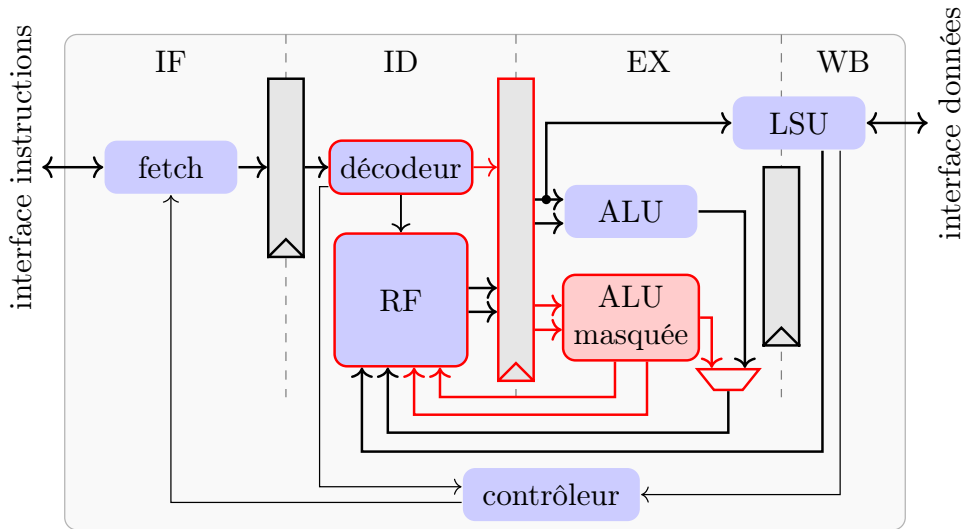 IF
ID
EX
WB
interface instructions
fetch
décodeur
RF
LSU
ALU
ALU
masquée
contrôleur
interface données